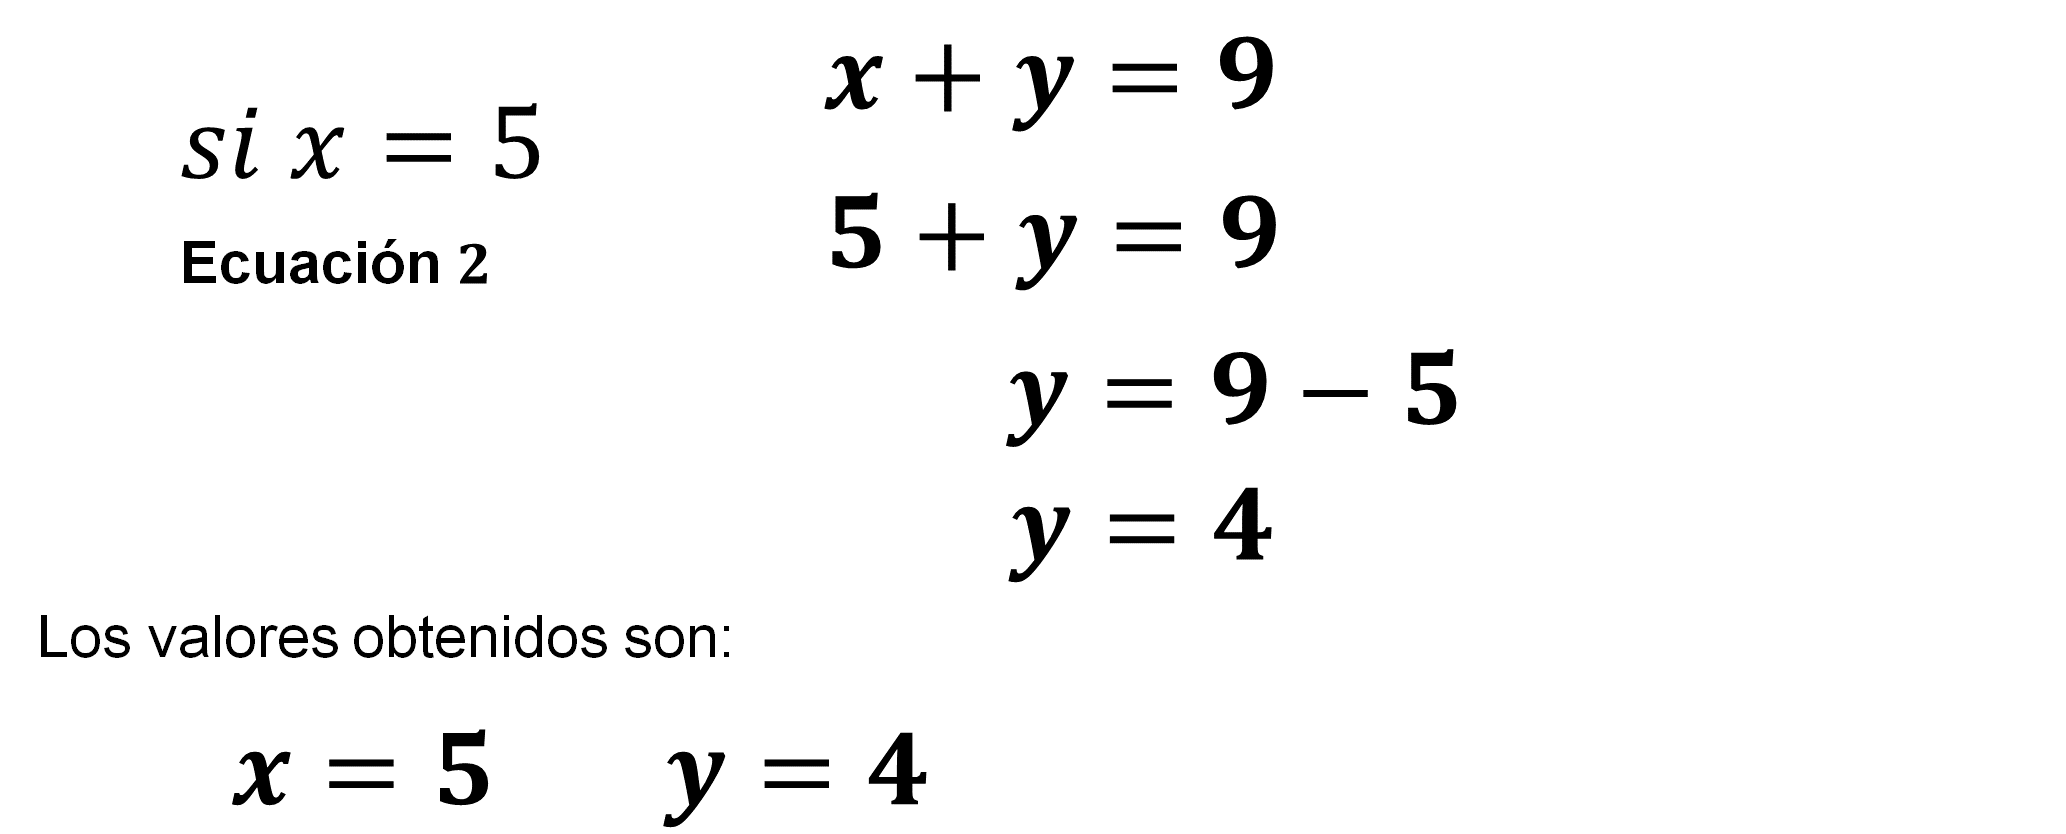 si x = 5
Ecuación 2
x + y = 9
5 + y = 9
y = 9 − 5
y = 4
Los valores obtenidos son:
x = 5 y = 4